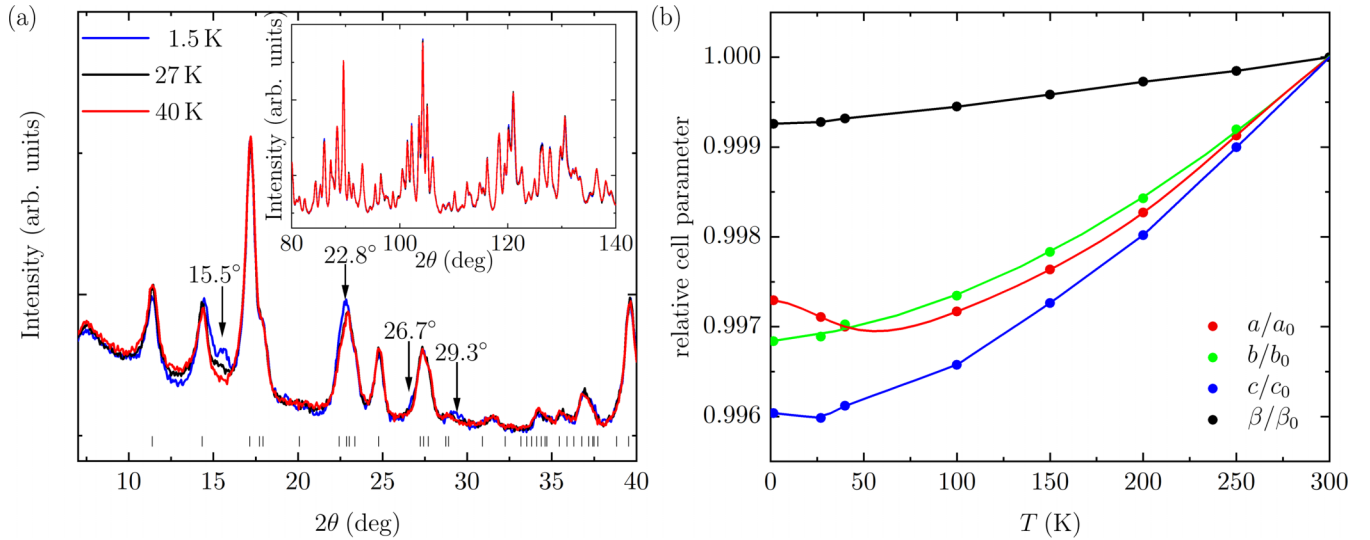 (a)
1.5 K
27 K
40 K
Intensity (arb. units)
15.5°
22.8°
26.7°
29.3°
10 15 20 25 30 35 40
2θ (deg)
Intensity (arb. units)
80 100 120 140
2θ (deg)
(b)
relative cell parameter
1.000
0.999
0.998
0.997
0.996
a/a₀
b/b₀
c/c₀
β/β₀
0 50 100 150 200 250 300
T (K)